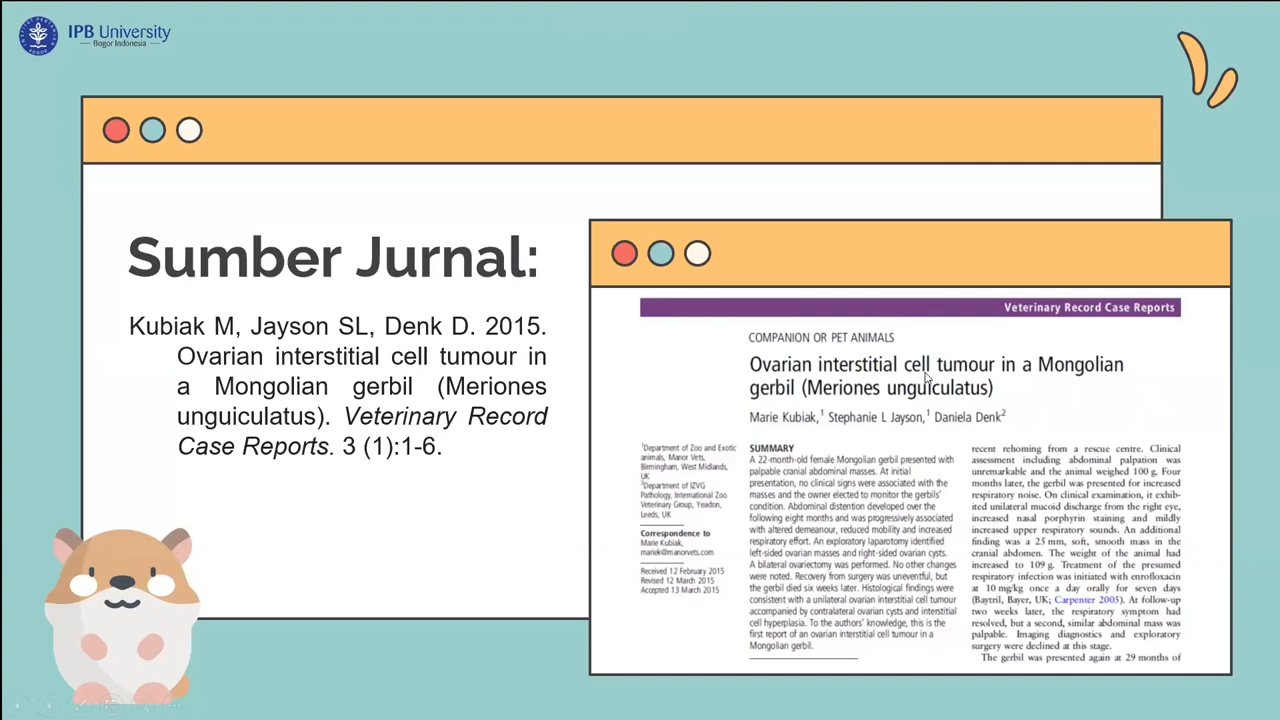 IPB University
Bogor Indonesia
Sumber Jurnal:
Kubiak M, Jayson SL, Denk D. 2015.
Ovarian interstitial cell tumour in
a Mongolian gerbil (Meriones
unguiculatus). Veterinary Record
Case Reports. 3 (1):1-6.
Veterinary Record Case Reports
COMPANION OR PET ANIMALS
Ovarian interstitial cell tumour in a Mongolian
gerbil (Meriones unguiculatus)
Marie Kubiak,1 Stephanie L Jayson,1 Daniela Denk2
1Department of Zoo and Exotic
animals, Manor Vets,
Birmingham, West Midlands,
UK
2Department of IZVG
Pathology, International Zoo
Veterinary Group, Yeadon,
Leeds, UK
Correspondence to
Marie Kubiak,
mariek@manorvets.com
Received 12 February 2015
Revised 12 March 2015
Accepted 13 March 2015
SUMMARY
A 22-month-old female Mongolian gerbil presented with
palpable cranial abdominal masses. At initial
presentation, no clinical signs were associated with the
masses and the owner elected to monitor the gerbils'
condition. Abdominal distention developed over the
following eight months and was progressively associated
with altered demeanour, reduced mobility and increased
respiratory effort. An exploratory laparotomy identified
left-sided ovarian masses and right-sided ovarian cysts.
A bilateral ovariectomy was performed. No other changes
were noted. Recovery from surgery was uneventful, but
the gerbil died six weeks later. Histological findings were
consistent with a unilateral ovarian interstitial cell tumour
accompanied by contralateral ovarian cysts and interstitial
cell hyperplasia. To the authors' knowledge, this is the
first report of an ovarian interstitial cell tumour in a
Mongolian gerbil.
recent rehoming from a rescue centre. Clinical
assessment including abdominal palpation was
unremarkable and the animal weighed 100 g. Four
months later, the gerbil was presented for increased
respiratory noise. On clinical examination, it exhib-
ited unilateral mucoid discharge from the right eye,
increased nasal porphyrin staining and mildly
increased upper respiratory sounds. An additional
finding was a 25 mm, soft, smooth mass in the
cranial abdomen. The weight of the animal had
increased to 109 g. Treatment of the presumed
respiratory infection was initiated with enrofloxacin
at 10 mg/kg once a day orally for seven days
(Baytril, Bayer, UK; Carpenter 2005). At follow-up
two weeks later, the respiratory symptom had
resolved, but a second, similar abdominal mass was
palpable. Imaging diagnostics and exploratory
surgery were declined at this stage.
The gerbil was presented again at 29 months of